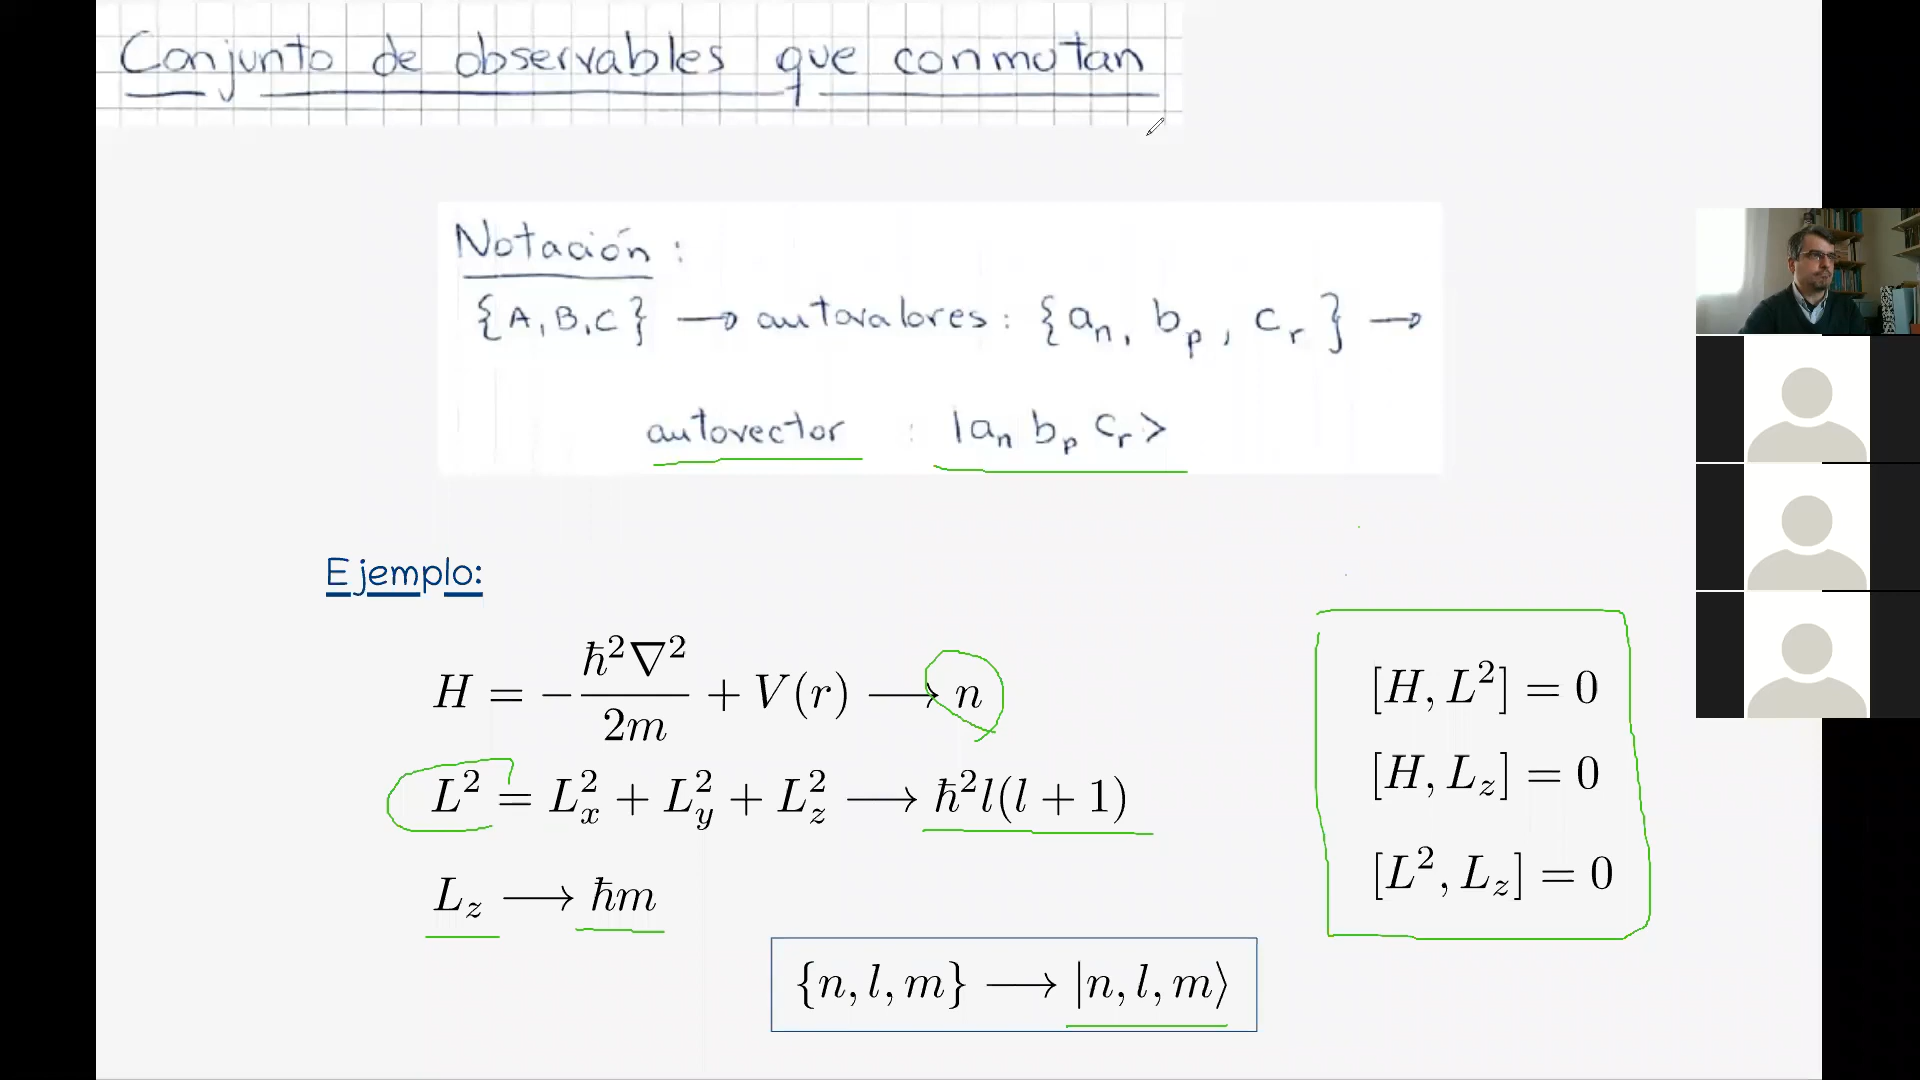 Conjunto de observables que conmutan
Notación:
{A, B, C} → autovalores: {aₙ, bₚ, cᵣ} →
autovector : |aₙ bₚ cᵣ>
Ejemplo:
H = −ħ²∇²/2m + V(r) ⟶ n
L² = Lₓ² + L_y² + L_z² ⟶ ħ²l(l + 1)
L_z ⟶ ħm
{n, l, m} ⟶ |n, l, m⟩
[H, L²] = 0
[H, L_z] = 0
[L², L_z] = 0